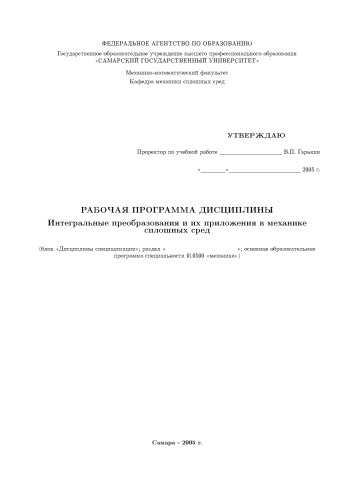 ФЕДЕРАЛЬНОЕ АГЕНТСТВО ПО ОБРАЗОВАНИЮ
Государственное образовательное учреждение высшего профессионального образования
«САМАРСКИЙ ГОСУДАРСТВЕННЫЙ УНИВЕРСИТЕТ»
Механико-математический факультет
Кафедра механики сплошных сред
УТВЕРЖДАЮ
Проректор по учебной работе ____________________ В.П. Гарькин
«________»______________________ 2005 г.
РАБОЧАЯ ПРОГРАММА ДИСЦИПЛИНЫ
Интегральные преобразования и их приложения в механике
сплошных сред
(блок «Дисциплины специализации»; раздел « »; основная образовательная
программа специальности 010500 «механика»)
Самара - 2005 г.